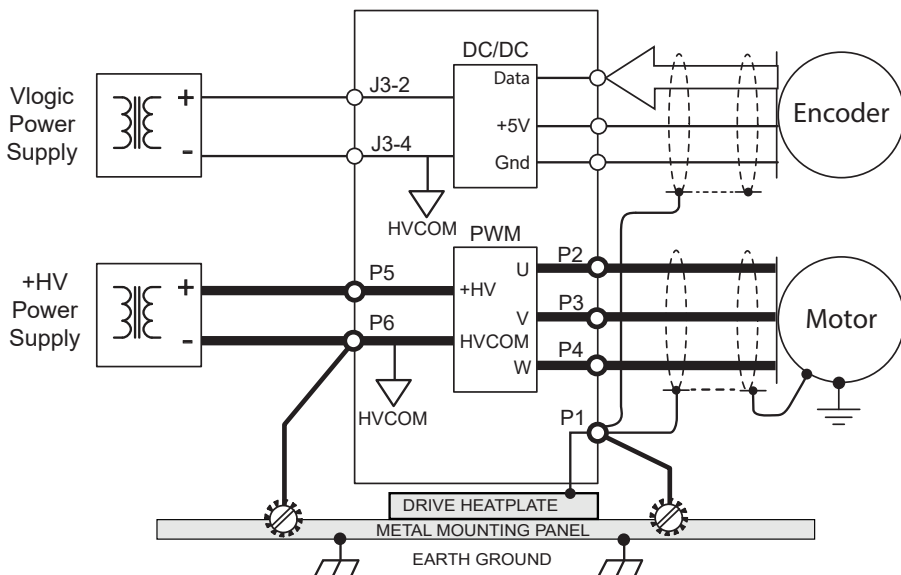 DC/DC
Vlogic
Power
Supply
+
-
J3-2
J3-4
Data
+5V
Gnd
Encoder
HVCOM
PWM
+HV
Power
Supply
+
-
P5
P6
+HV
HVCOM
U
V
W
P2
P3
P4
Motor
HVCOM
P1
DRIVE HEATPLATE
METAL MOUNTING PANEL
EARTH GROUND